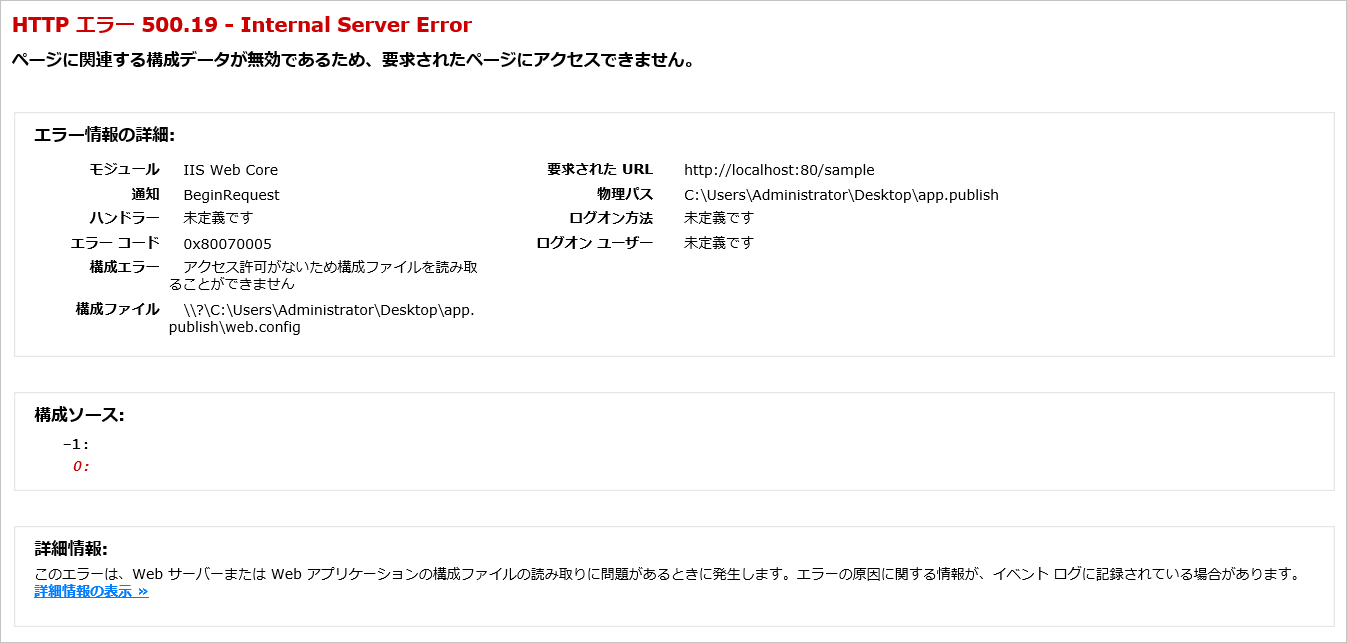 HTTP エラー 500.19 - Internal Server Error
ページに関連する構成データが無効であるため、要求されたページにアクセスできません。
エラー情報の詳細:
モジュール IIS Web Core
通知 BeginRequest
ハンドラー 未定義です
エラー コード 0x80070005
構成エラー アクセス許可がないため構成ファイルを読み取
ることができません
構成ファイル \\?\C:\Users\Administrator\Desktop\app.
publish\web.config
要求された URL http://localhost:80/sample
物理パス C:\Users\Administrator\Desktop\app.publish
ログオン方法 未定義です
ログオン ユーザー 未定義です
構成ソース:
-1:
0:
詳細情報:
このエラーは、Web サーバーまたは Web アプリケーションの構成ファイルの読み取りに問題があるときに発生します。エラーの原因に関する情報が、イベント ログに記録されている場合があります。
詳細情報の表示 »